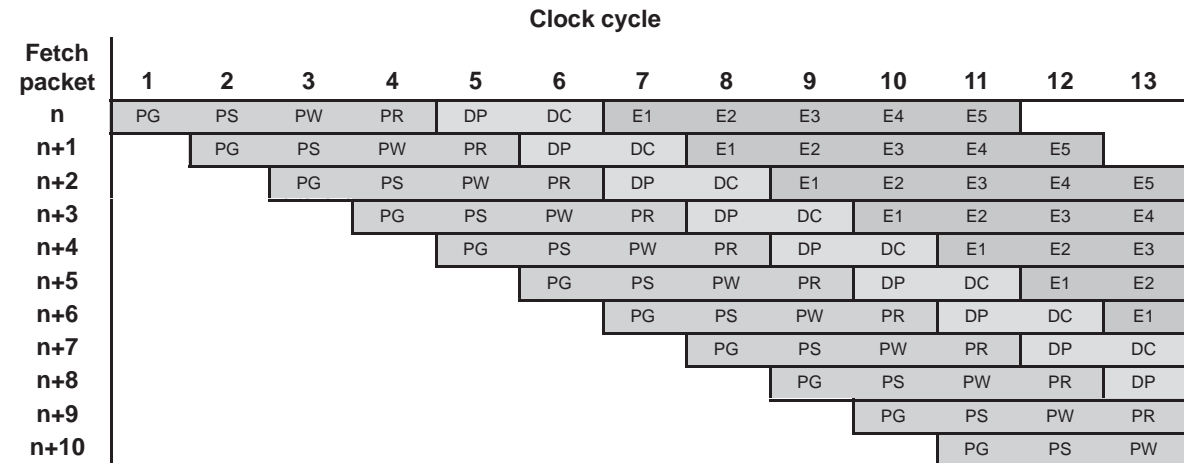 Clock cycle
Fetch
packet 1 2 3 4 5 6 7 8 9 10 11 12 13
n PG PS PW PR DP DC E1 E2 E3 E4 E5
n+1 PG PS PW PR DP DC E1 E2 E3 E4 E5
n+2 PG PS PW PR DP DC E1 E2 E3 E4 E5
n+3 PG PS PW PR DP DC E1 E2 E3 E4
n+4 PG PS PW PR DP DC E1 E2 E3
n+5 PG PS PW PR DP DC E1 E2
n+6 PG PS PW PR DP DC E1
n+7 PG PS PW PR DP DC
n+8 PG PS PW PR DP
n+9 PG PS PW PR
n+10 PG PS PW